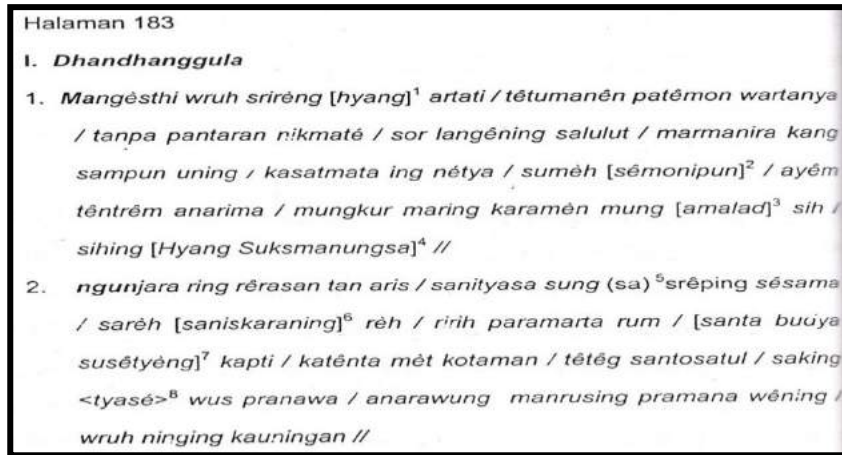 Halaman 183
I. Dhandhanggula
1. Mangèsthi wruh srirèng [hyang]¹ artati / têtumanên patêmon wartanya
/ tanpa pantaran nikmaté / sor langêning salulut / marmanira kang
sampun uning / kasatmata ing nétya / sumèh [sêmonipun]² / ayêm
têntrêm anarima / mungkur maring karamèn mung [amalad]³ sih /
sihing [Hyang Suksmanungsa]⁴ //
2. ngunjara ring rêrasan tan aris / sanityasa sung (sa) ⁵srêping sésama
/ sarèh [saniskaraning]⁶ rèh / ririh paramarta rum / [santa budya
susêtyèng]⁷ kapti / katênta mèt kotaman / têtêg santosatul / saking
<tyasé>⁸ wus pranawa / anarawung manrusing pramana wêning /
wruh ninging kauningan //